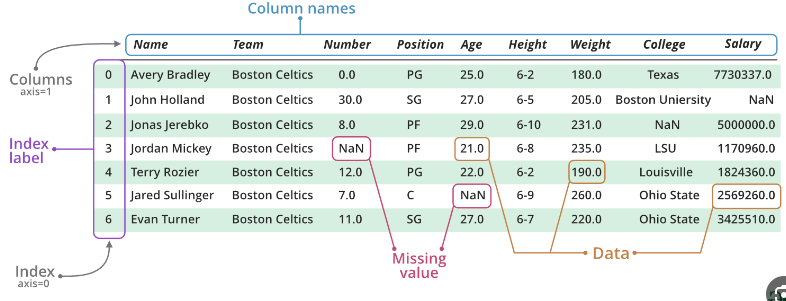 Column names
Name Team Number Position Age Height Weight College Salary
Columns
axis=1
0 Avery Bradley Boston Celtics 0.0 PG 25.0 6-2 180.0 Texas 7730337.0
1 John Holland Boston Celtics 30.0 SG 27.0 6-5 205.0 Boston Uniersity NaN
2 Jonas Jerebko Boston Celtics 8.0 PF 29.0 6-10 231.0 NaN 5000000.0
Index
label
3 Jordan Mickey Boston Celtics NaN PF 21.0 6-8 235.0 LSU 1170960.0
4 Terry Rozier Boston Celtics 12.0 PG 22.0 6-2 190.0 Louisville 1824360.0
5 Jared Sullinger Boston Celtics 7.0 C NaN 6-9 260.0 Ohio State 2569260.0
6 Evan Turner Boston Celtics 11.0 SG 27.0 6-7 220.0 Ohio State 3425510.0
Missing
value
Data
Index
axis=0